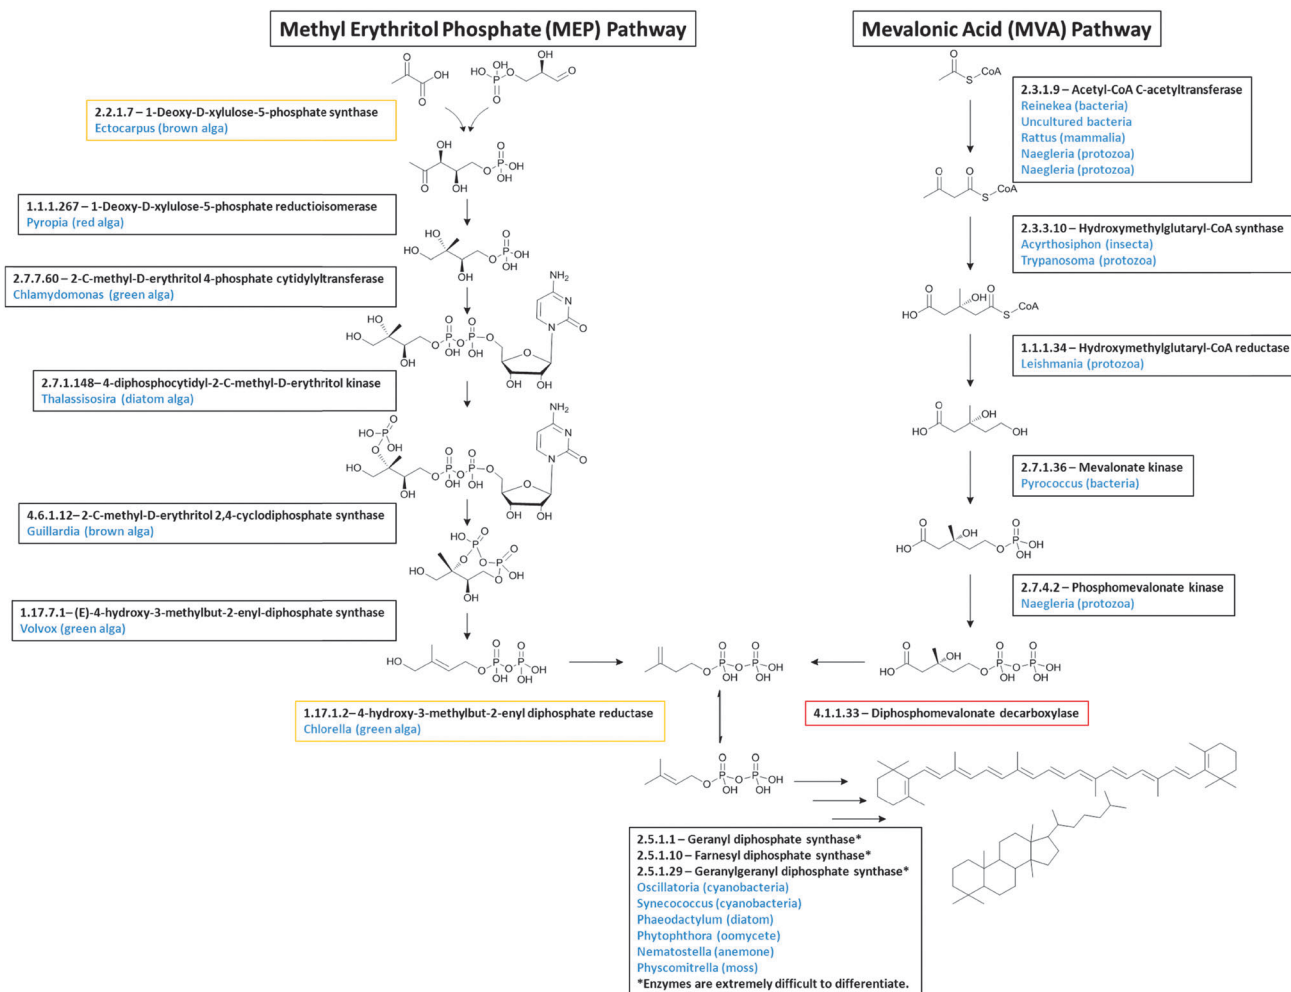 Methyl Erythritol Phosphate (MEP) Pathway
2.2.1.7 – 1-Deoxy-D-xylulose-5-phosphate synthase
Ectocarpus (brown alga)
1.1.1.267 – 1-Deoxy-D-xylulose-5-phosphate reductioisomerase
Pyropia (red alga)
2.7.7.60 – 2-C-methyl-D-erythritol 4-phosphate cytidylyltransferase
Chlamydomonas (green alga)
2.7.1.148– 4-diphosphocytidyl-2-C-methyl-D-erythritol kinase
Thalassiosira (diatom alga)
4.6.1.12– 2-C-methyl-D-erythritol 2,4-cyclodiphosphate synthase
Guillardia (brown alga)
1.17.7.1– (E)-4-hydroxy-3-methylbut-2-enyl-diphosphate synthase
Volvox (green alga)
1.17.1.2– 4-hydroxy-3-methylbut-2-enyl diphosphate reductase
Chlorella (green alga)
Mevalonic Acid (MVA) Pathway
2.3.1.9 – Acetyl-CoA C-acetyltransferase
Reinekea (bacteria)
Uncultured bacteria
Rattus (mammalia)
Naegleria (protozoa)
Naegleria (protozoa)
2.3.3.10 – Hydroxymethylglutaryl-CoA synthase
Acyrthosiphon (insecta)
Trypanosoma (protozoa)
1.1.1.34 – Hydroxymethylglutaryl-CoA reductase
Leishmania (protozoa)
2.7.1.36 – Mevalonate kinase
Pyrococcus (bacteria)
2.7.4.2 – Phosphomevalonate kinase
Naegleria (protozoa)
4.1.1.33 – Diphosphomevalonate decarboxylase
2.5.1.1 – Geranyl diphosphate synthase*
2.5.1.10 – Farnesyl diphosphate synthase*
2.5.1.29 – Geranylgeranyl diphosphate synthase*
Oscillatoria (cyanobacteria)
Synecococcus (cyanobacteria)
Phaeodactylum (diatom)
Phytophthora (oomycete)
Nematostella (anemone)
Physcomitrella (moss)
*Enzymes are extremely difficult to differentiate.